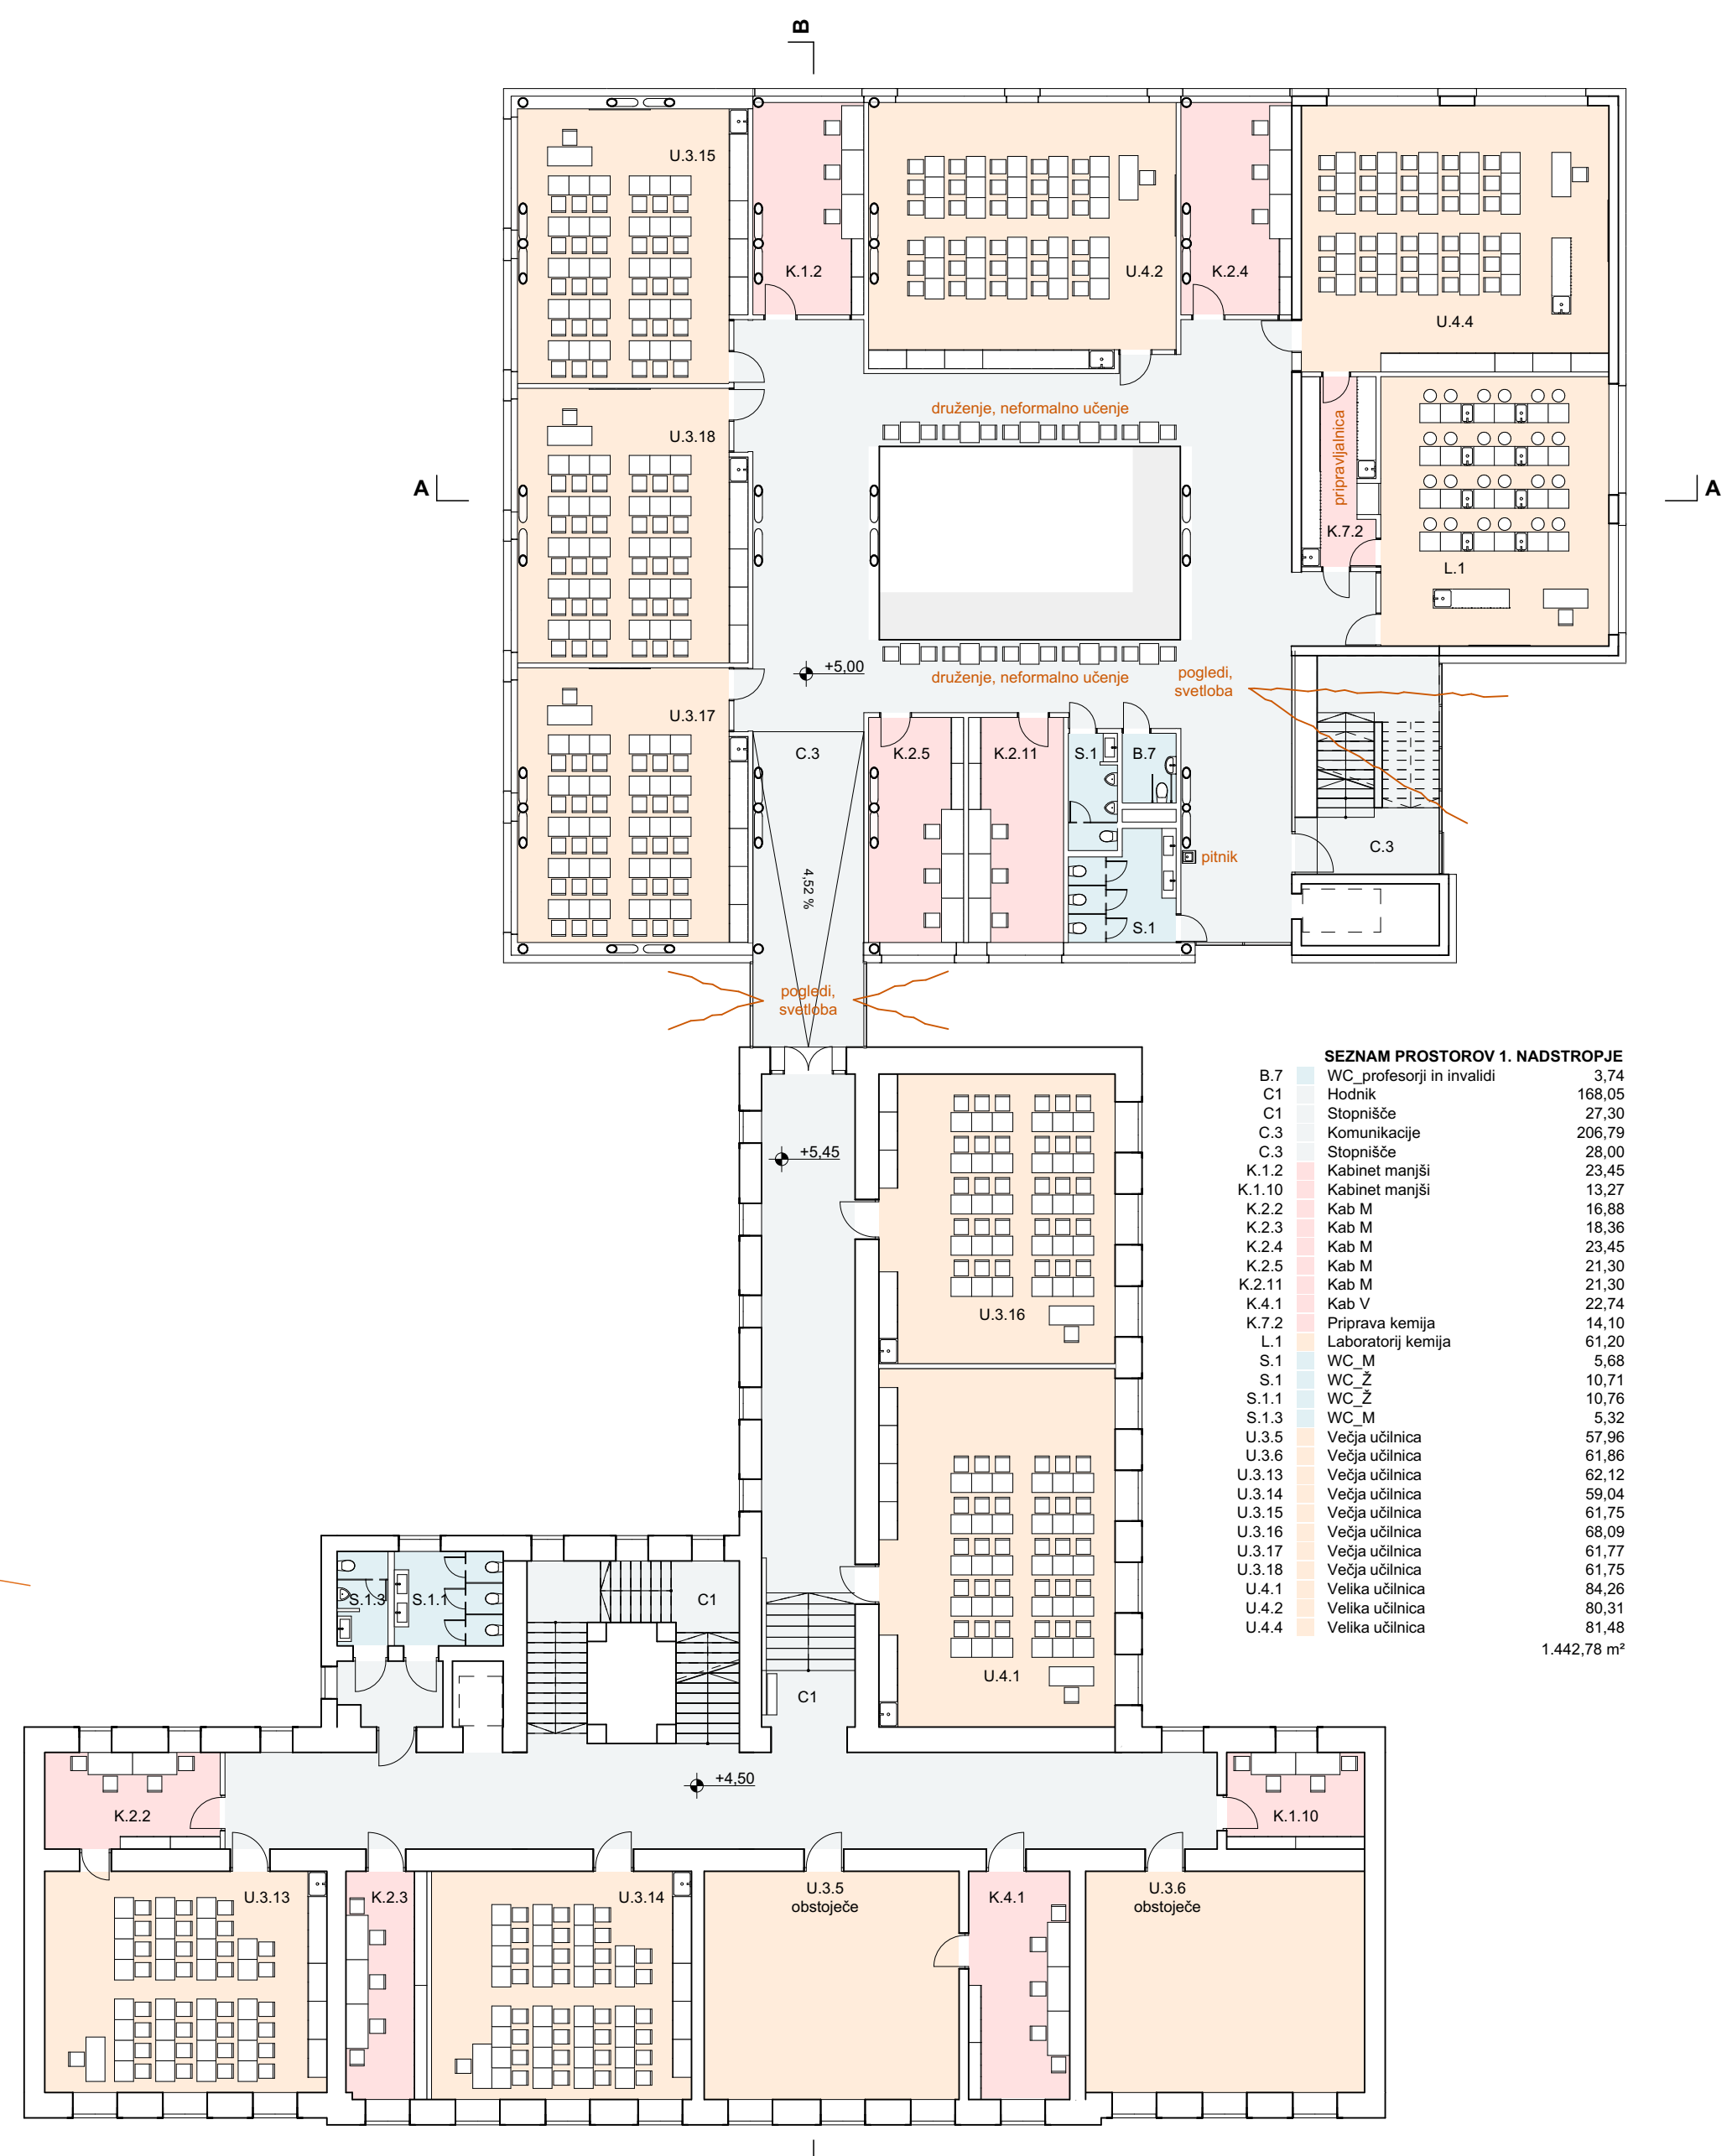 B
U.3.15
K.1.2
U.4.2
K.2.4
U.4.4
druženje, neformalno učenje
U.3.18
A
A
pripravljalnica
K.7.2
L.1
+5,00
druženje, neformalno učenje
pogledi,
svetloba
U.3.17
C.3
K.2.5
K.2.11
S.1
B.7
4,52 %
pitnik
C.3
S.1
pogledi,
svetloba
SEZNAM PROSTOROV 1. NADSTROPJE
B.7 WC_profesorji in invalidi 3,74
C1 Hodnik 168,05
C1 Stopnišče 27,30
C.3 Komunikacije 206,79
C.3 Stopnišče 28,00
K.1.2 Kabinet manjši 23,45
K.1.10 Kabinet manjši 13,27
K.2.2 Kab M 16,88
K.2.3 Kab M 18,36
K.2.4 Kab M 23,45
K.2.5 Kab M 21,30
K.2.11 Kab M 21,30
K.4.1 Kab V 22,74
K.7.2 Priprava kemija 14,10
L.1 Laboratorij kemija 61,20
S.1 WC_M 5,68
S.1 WC_Ž 10,71
S.1.1 WC_Ž 10,76
S.1.3 WC_M 5,32
U.3.5 Večja učilnica 57,96
U.3.6 Večja učilnica 61,86
U.3.13 Večja učilnica 62,12
U.3.14 Večja učilnica 59,04
U.3.15 Večja učilnica 61,75
U.3.16 Večja učilnica 68,09
U.3.17 Večja učilnica 61,77
U.3.18 Večja učilnica 61,75
U.4.1 Velika učilnica 84,26
U.4.2 Velika učilnica 80,31
U.4.4 Velika učilnica 81,48
1.442,78 m²
+5,45
U.3.16
S.1.3
S.1.1
C1
U.4.1
C1
+4,50
K.2.2
K.1.10
U.3.13
K.2.3
U.3.14
U.3.5
obstoječe
K.4.1
U.3.6
obstoječe